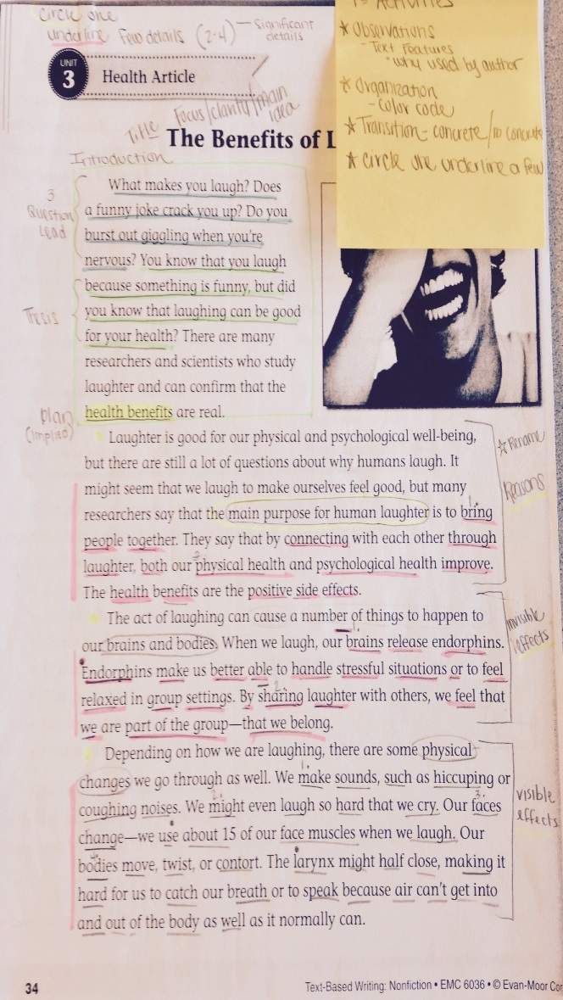 circle one
underline Few details (2-4) — Significant details
1 = Activities
* Observations
- Text Features
* why used by author
* Organization
- color code
* Transition - concrete/no concrete
* circle one underline a few
UNIT
3
Health Article
Title Focus/clarity/main idea
The Benefits of L
Introduction
3 Question Lead
What makes you laugh? Does
a funny joke crack you up? Do you
burst out giggling when you're
nervous? You know that you laugh
because something is funny, but did
Thesis
you know that laughing can be good
for your health? There are many
researchers and scientists who study
laughter and can confirm that the
Plan (implied)
health benefits are real.
Laughter is good for our physical and psychological well-being,
but there are still a lot of questions about why humans laugh. It
might seem that we laugh to make ourselves feel good, but many
researchers say that the main purpose for human laughter is to bring
people together. They say that by connecting with each other through
laughter, both our physical health and psychological health improve.
The health benefits are the positive side effects.
* Rename
Reasons
The act of laughing can cause a number of things to happen to
our brains and bodies. When we laugh, our brains release endorphins.
Endorphins make us better able to handle stressful situations or to feel
relaxed in group settings. By sharing laughter with others, we feel that
we are part of the group—that we belong.
invisible effects
Depending on how we are laughing, there are some physical
changes we go through as well. We make sounds, such as hiccuping or
coughing noises. We might even laugh so hard that we cry. Our faces
change—we use about 15 of our face muscles when we laugh. Our
bodies move, twist, or contort. The larynx might half close, making it
hard for us to catch our breath or to speak because air can't get into
and out of the body as well as it normally can.
visible effects
34
Text-Based Writing: Nonfiction • EMC 6036 • © Evan-Moor Cor